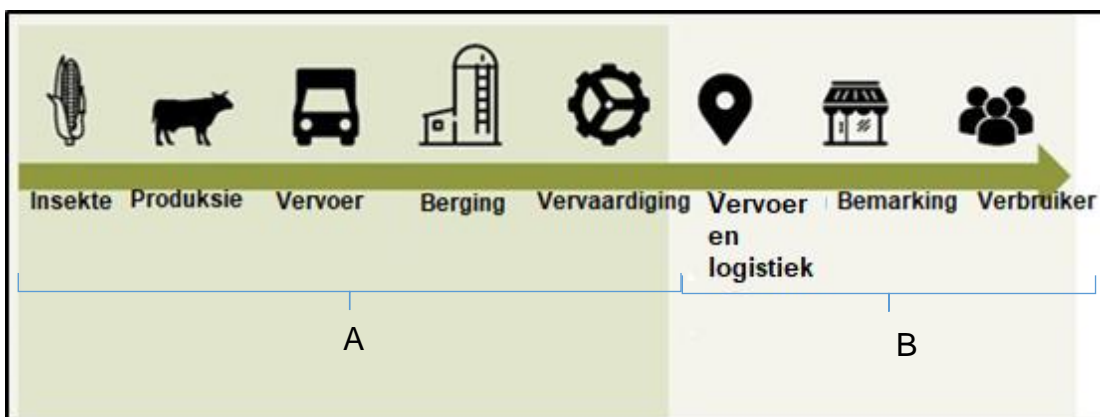 Insekte Produksie Vervoer Berging Vervaardiging Vervoer Bemarking Verbruiker
en
logistiek
A B